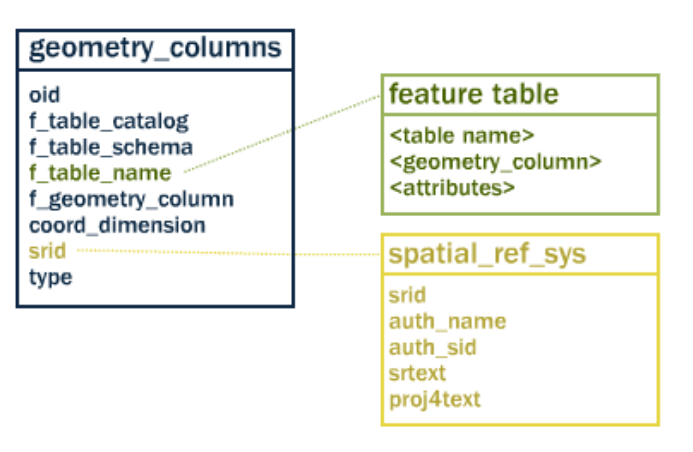 geometry_columns
oid
f_table_catalog
f_table_schema
f_table_name
f_geometry_column
coord_dimension
srid
type
feature table
<table name>
<geometry_column>
<attributes>
spatial_ref_sys
srid
auth_name
auth_sid
srtext
proj4text